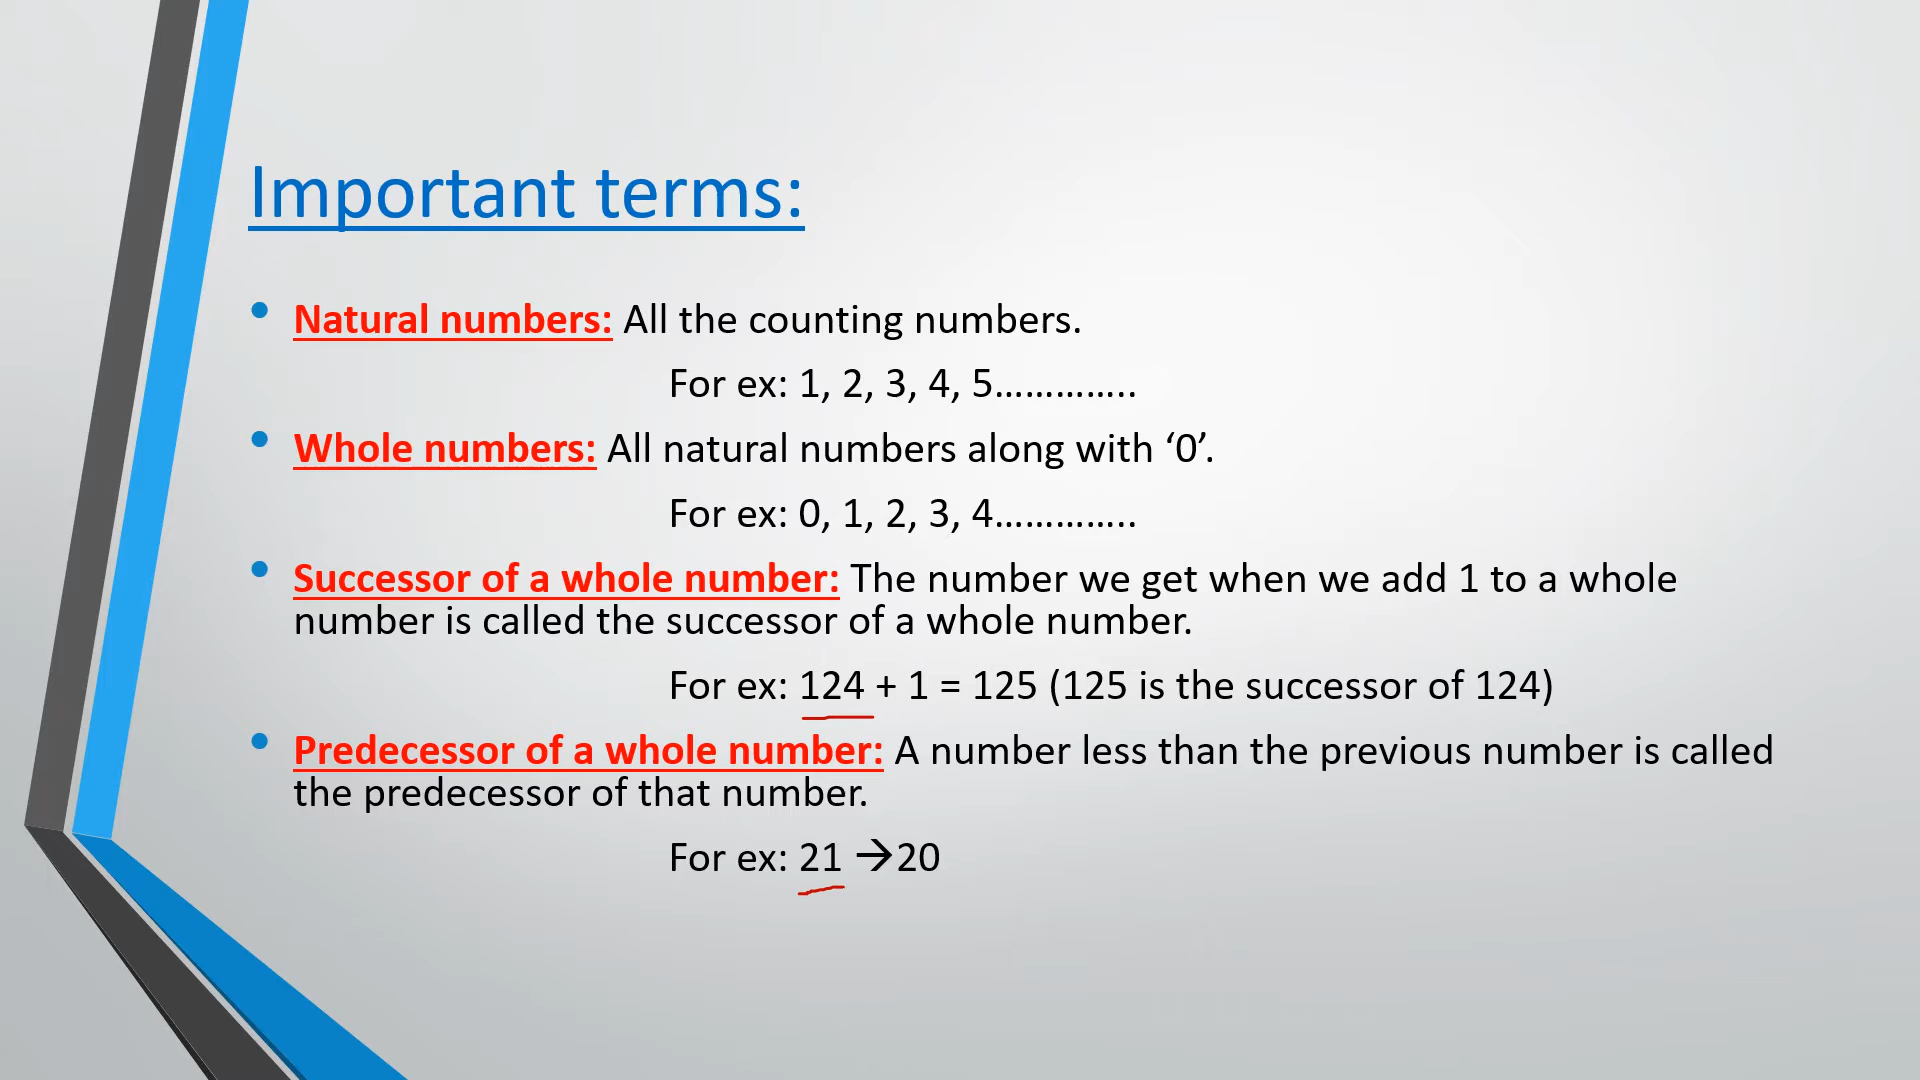 Important terms:
• Natural numbers: All the counting numbers.
For ex: 1, 2, 3, 4, 5…………..
• Whole numbers: All natural numbers along with ‘0’.
For ex: 0, 1, 2, 3, 4…………..
• Successor of a whole number: The number we get when we add 1 to a whole
number is called the successor of a whole number.
For ex: 124 + 1 = 125 (125 is the successor of 124)
• Predecessor of a whole number: A number less than the previous number is called
the predecessor of that number.
For ex: 21 →20